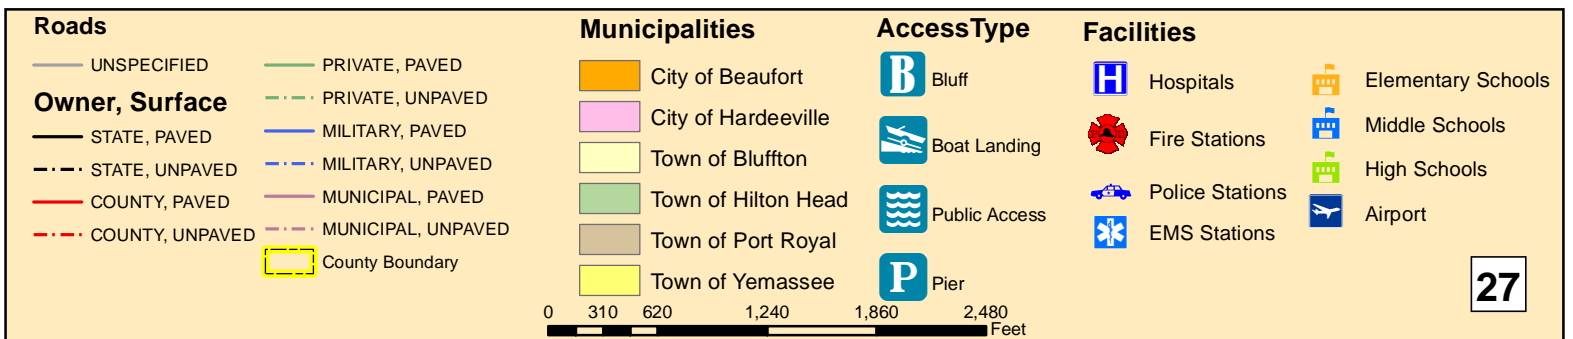 Roads
UNSPECIFIED
Owner, Surface
STATE, PAVED
STATE, UNPAVED
COUNTY, PAVED
COUNTY, UNPAVED
PRIVATE, PAVED
PRIVATE, UNPAVED
MILITARY, PAVED
MILITARY, UNPAVED
MUNICIPAL, PAVED
MUNICIPAL, UNPAVED
County Boundary
Municipalities
City of Beaufort
City of Hardeeville
Town of Bluffton
Town of Hilton Head
Town of Port Royal
Town of Yemassee
AccessType
B Bluff
Boat Landing
Public Access
P Pier
Facilities
H Hospitals
Fire Stations
Police Stations
EMS Stations
Elementary Schools
Middle Schools
High Schools
Airport
0 310 620 1,240 1,860 2,480
Feet
27